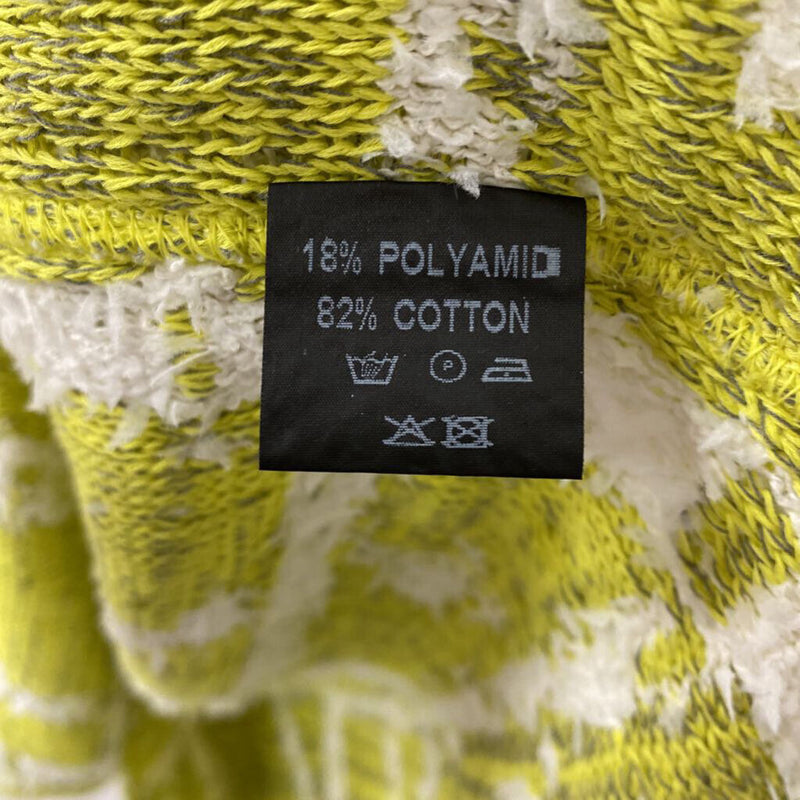 18% POLYAMID
82% COTTON
P